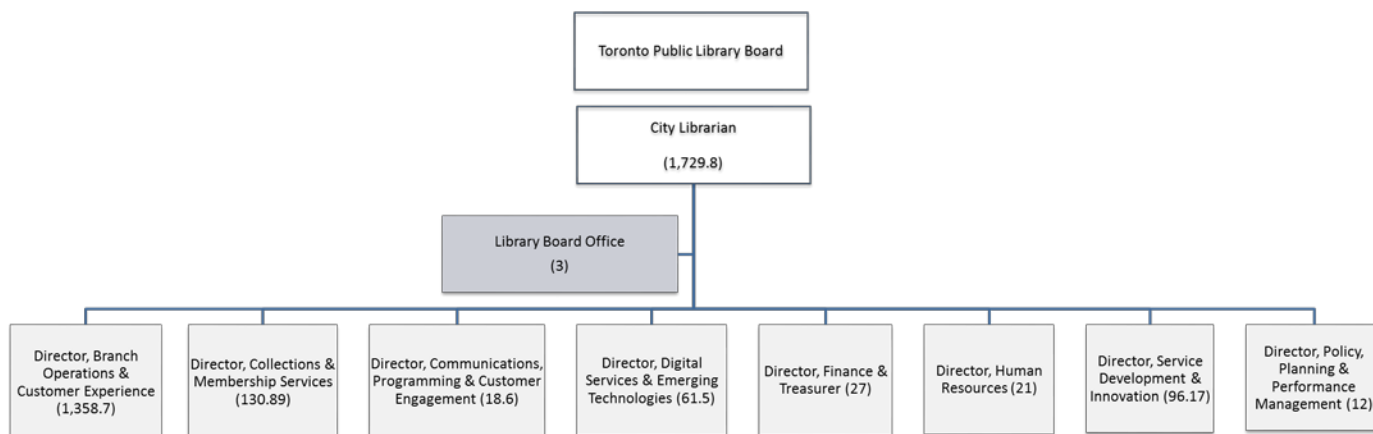 Toronto Public Library Board
City Librarian
(1,729.8)
Library Board Office
(3)
Director, Branch
Operations &
Customer Experience
(1,358.7)
Director, Collections &
Membership Services
(130.89)
Director, Communications,
Programming & Customer
Engagement (18.6)
Director, Digital
Services & Emerging
Technologies (61.5)
Director, Finance &
Treasurer (27)
Director, Human
Resources (21)
Director, Service
Development &
Innovation (96.17)
Director, Policy,
Planning &
Performance
Management (12)